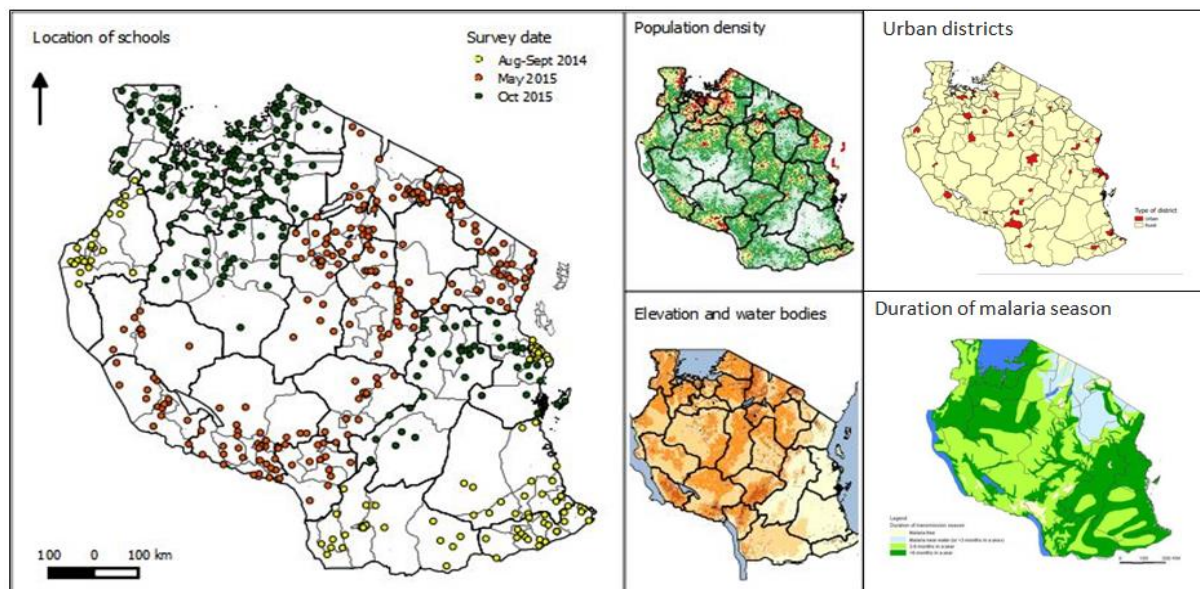 Location of schools
Survey date
Aug-Sept 2014
May 2015
Oct 2015
100 0 100 km
Population density
Urban districts
Type of district
Urban
Rural
Elevation and water bodies
Duration of malaria season
Legend
Duration of transmission season
Malaria free